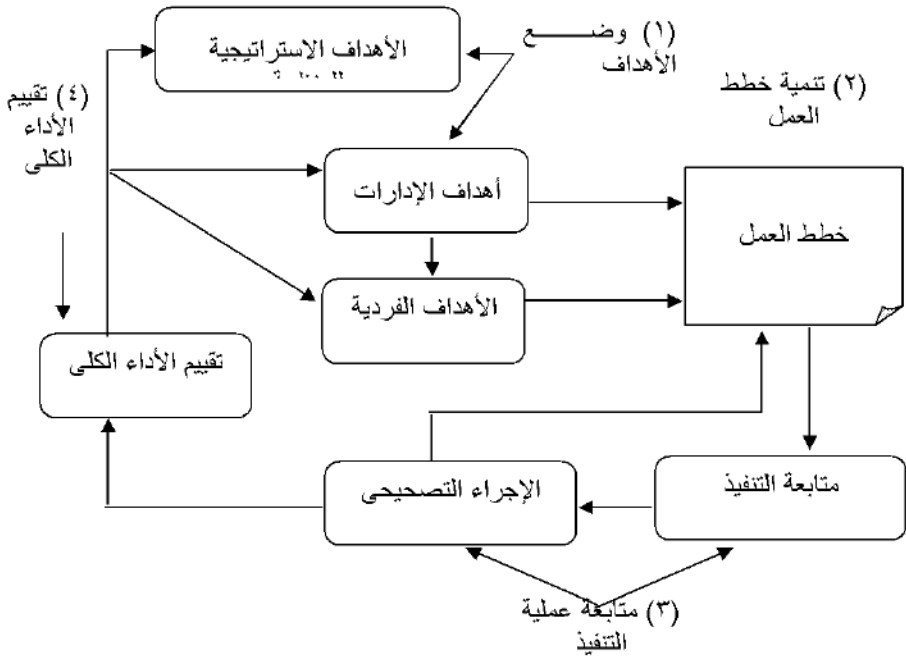 (١) وضـــــع
الأهداف
الأهداف الاستراتيجية
(٢) تنمية خطط
العمل
(٤) تقييم
الأداء
الكلى
أهداف الإدارات
خطط العمل
الأهداف الفردية
تقييم الأداء الكلى
الإجراء التصحيحى
متابعة التنفيذ
(٣) متابعة عملية
التنفيذ